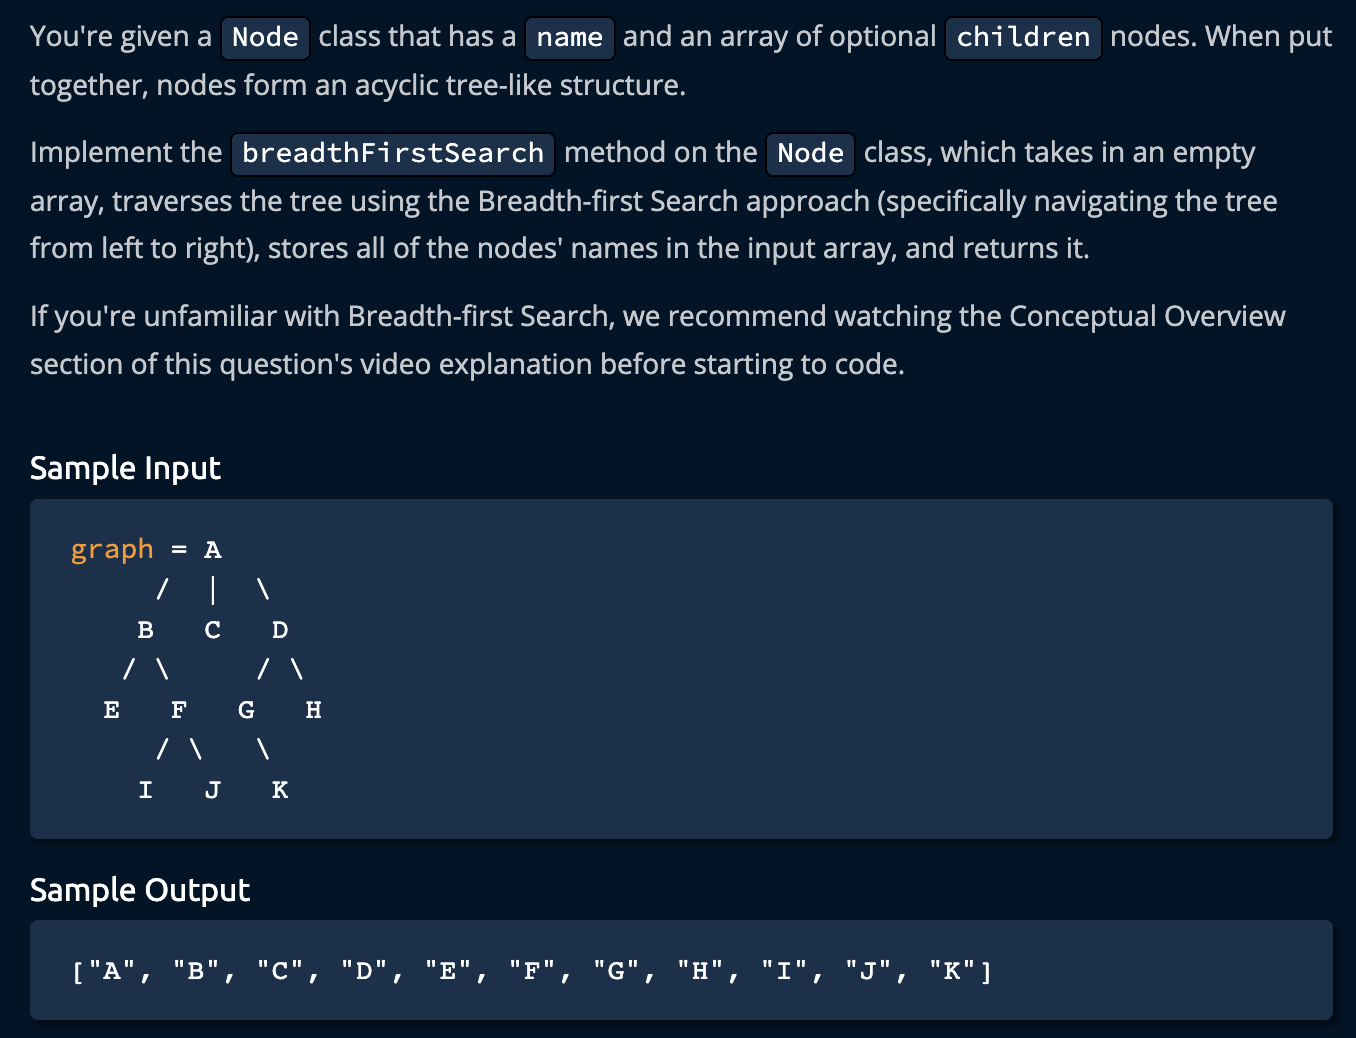 You're given a Node class that has a name and an array of optional children nodes. When put
together, nodes form an acyclic tree-like structure.
Implement the breadthFirstSearch method on the Node class, which takes in an empty
array, traverses the tree using the Breadth-first Search approach (specifically navigating the tree
from left to right), stores all of the nodes' names in the input array, and returns it.
If you're unfamiliar with Breadth-first Search, we recommend watching the Conceptual Overview
section of this question's video explanation before starting to code.
Sample Input
graph = A
/ | \
B C D
/ \ / \
E F G H
/ \ \
I J K
Sample Output
["A", "B", "C", "D", "E", "F", "G", "H", "I", "J", "K"]